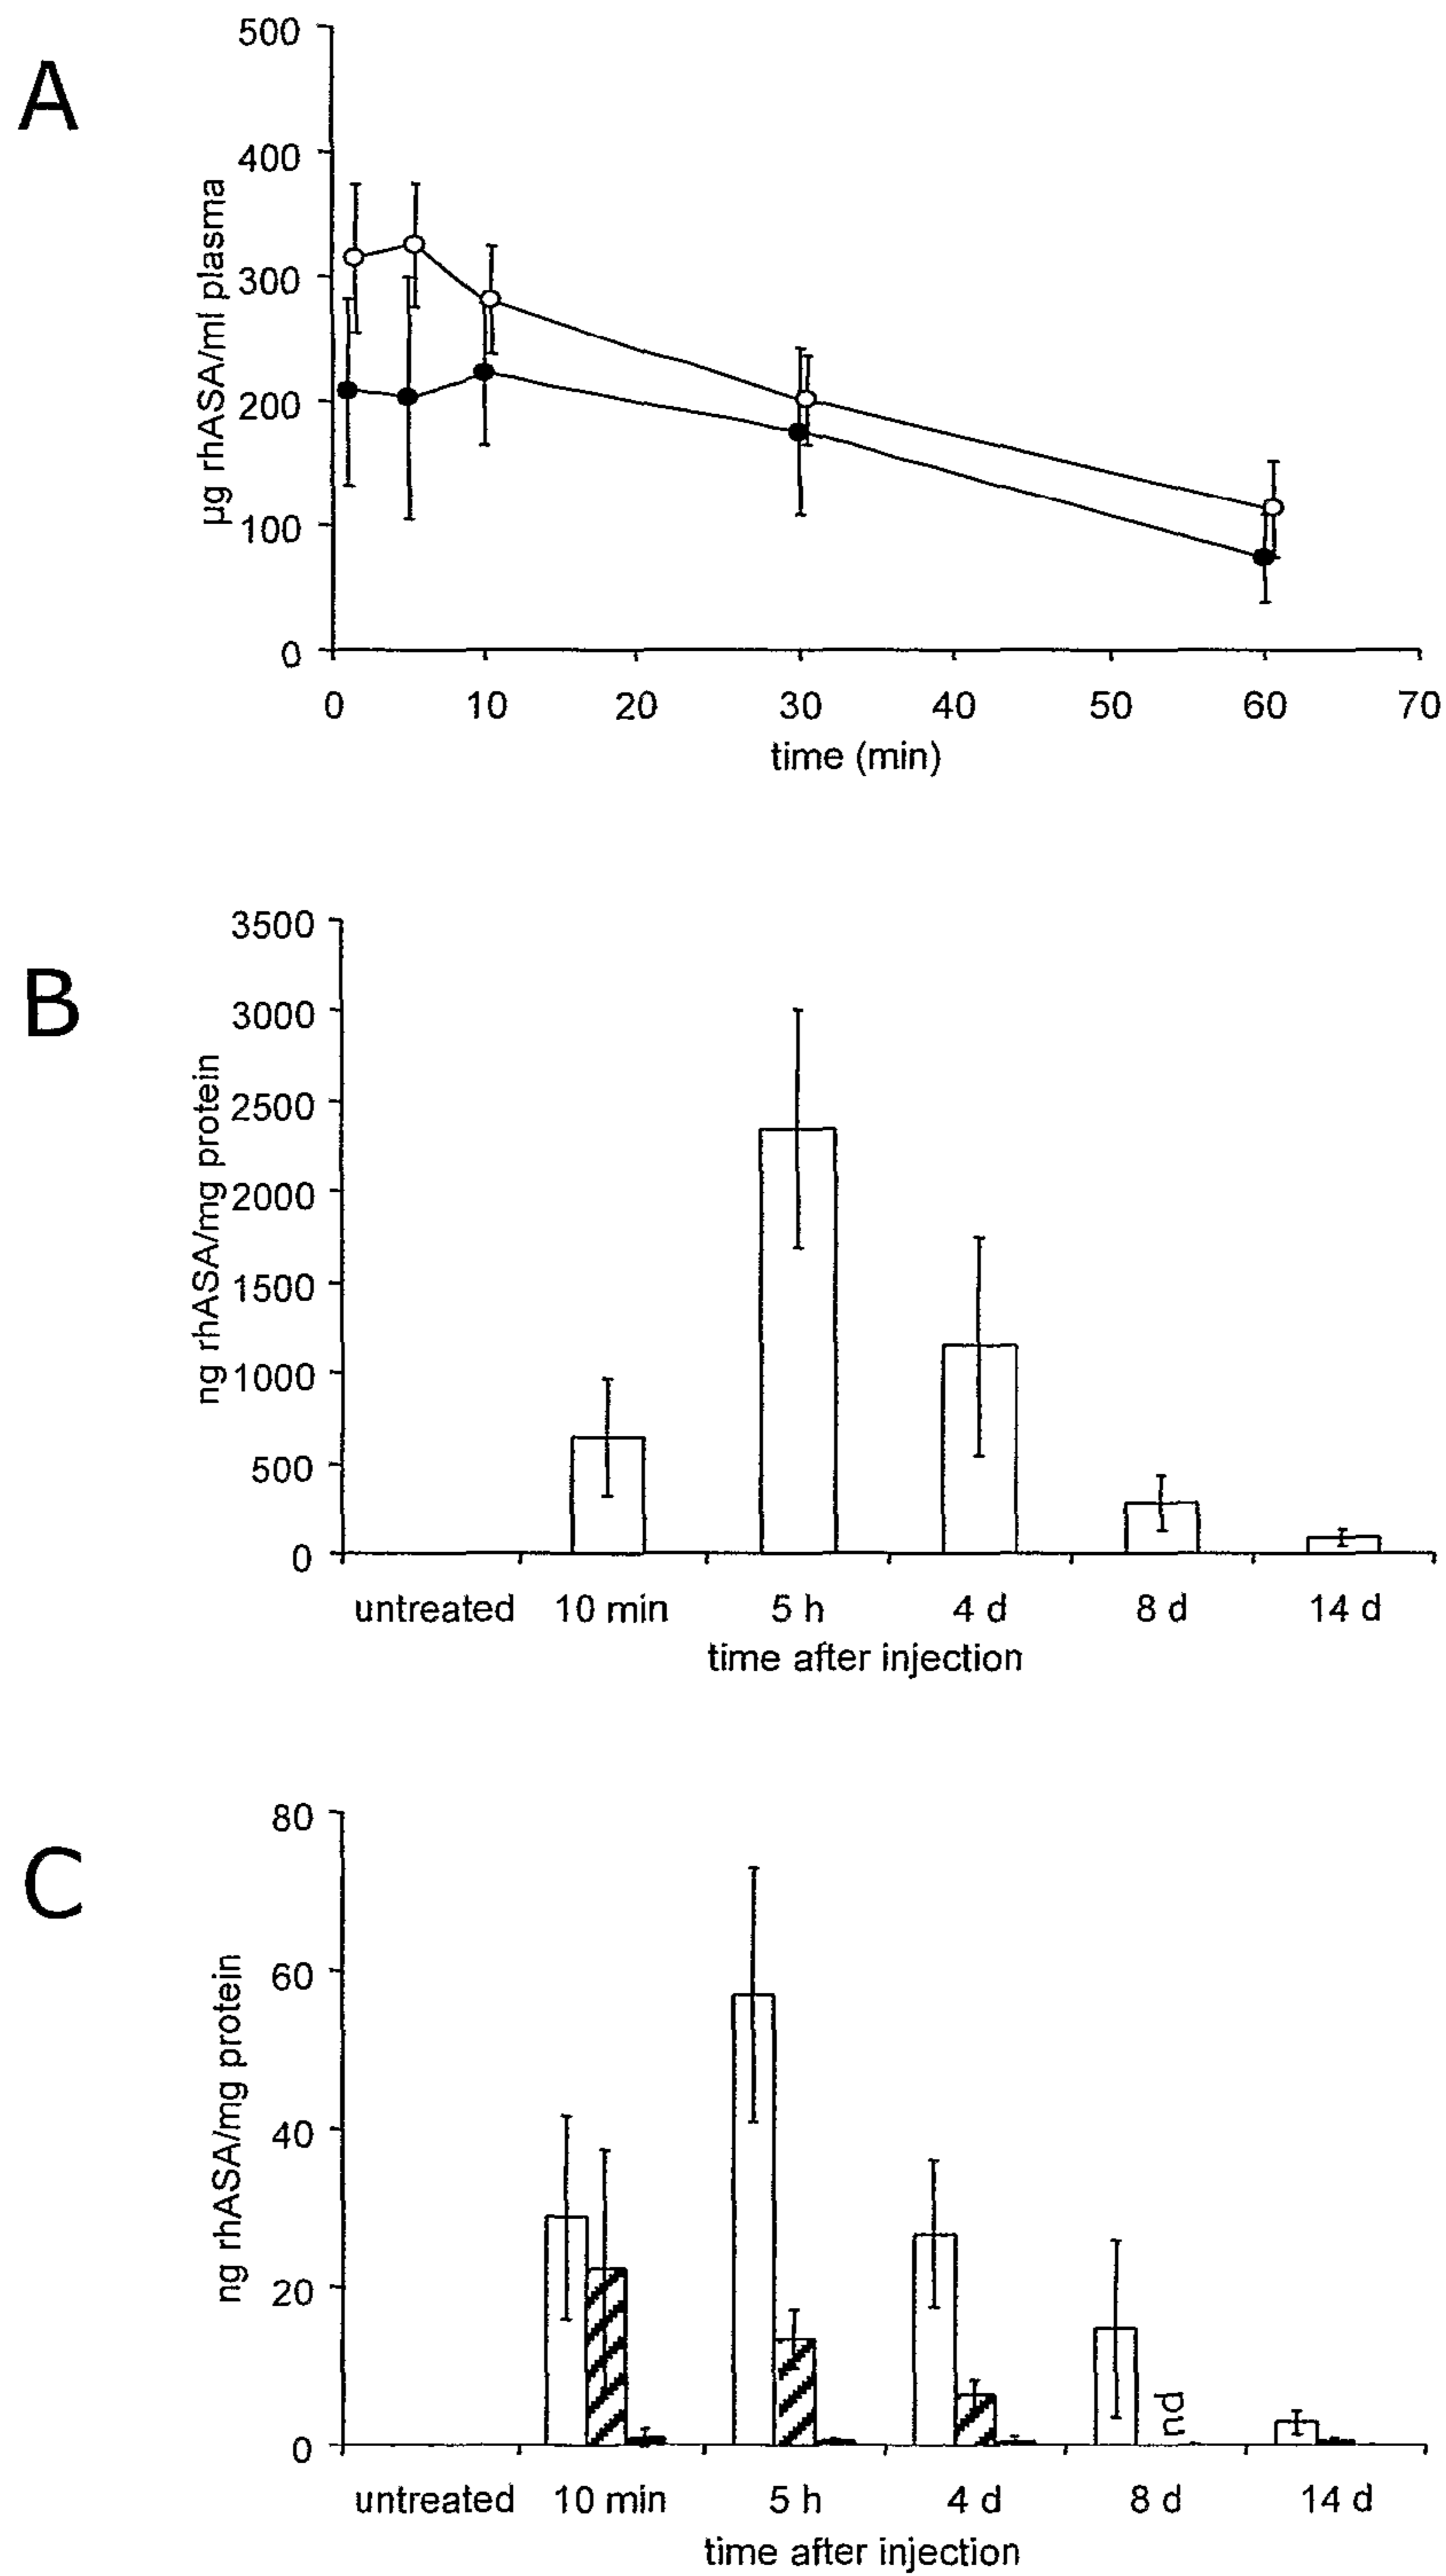 A
500
400
300
200
100
0
µg rhASA/ml plasma
0 10 20 30 40 50 60 70
time (min)
B
3500
3000
2500
2000
1500
1000
500
0
ng rhASA/mg protein
untreated 10 min 5 h 4 d 8 d 14 d
time after injection
C
80
60
40
20
0
ng rhASA/mg protein
nd
untreated 10 min 5 h 4 d 8 d 14 d
time after injection